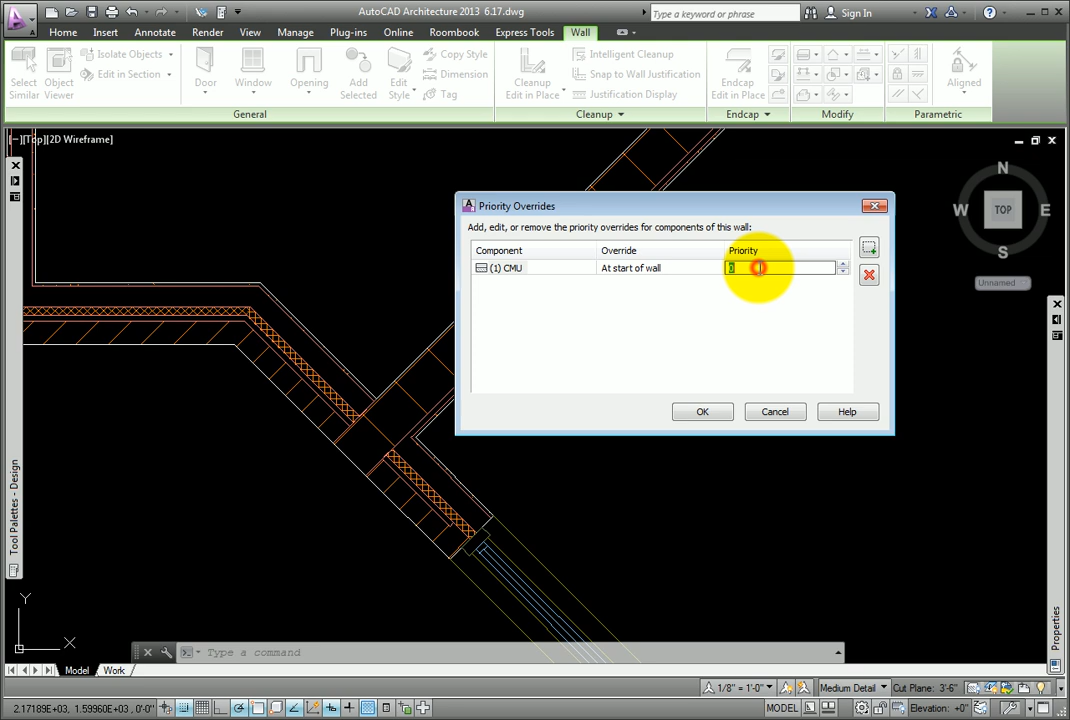 AutoCAD Architecture 2013 6.17.dwg
Type a keyword or phrase
Sign In
Home Insert Annotate Render View Manage Plug-ins Online Roombook Express Tools Wall
Select Similar
Object Viewer
Isolate Objects
Edit in Section
Door
Window
Opening
Add Selected
Edit Style
Copy Style
Dimension
Tag
Cleanup Edit in Place
Intelligent Cleanup
Snap to Wall Justification
Justification Display
Endcap Edit in Place
Aligned
General Cleanup Endcap Modify Parametric
[−][Top][2D Wireframe]
N
W TOP E
S
Unnamed
Priority Overrides
Add, edit, or remove the priority overrides for components of this wall:
Component Override Priority
(1) CMU At start of wall 0
OK Cancel Help
Tool Palettes - Design
Properties
Y
X
Type a command
Model Work
1/8" = 1'-0" Medium Detail Cut Plane: 3'-6"
2.17189E+03, 1.59960E+03, 0'-0" MODEL Elevation: +0"